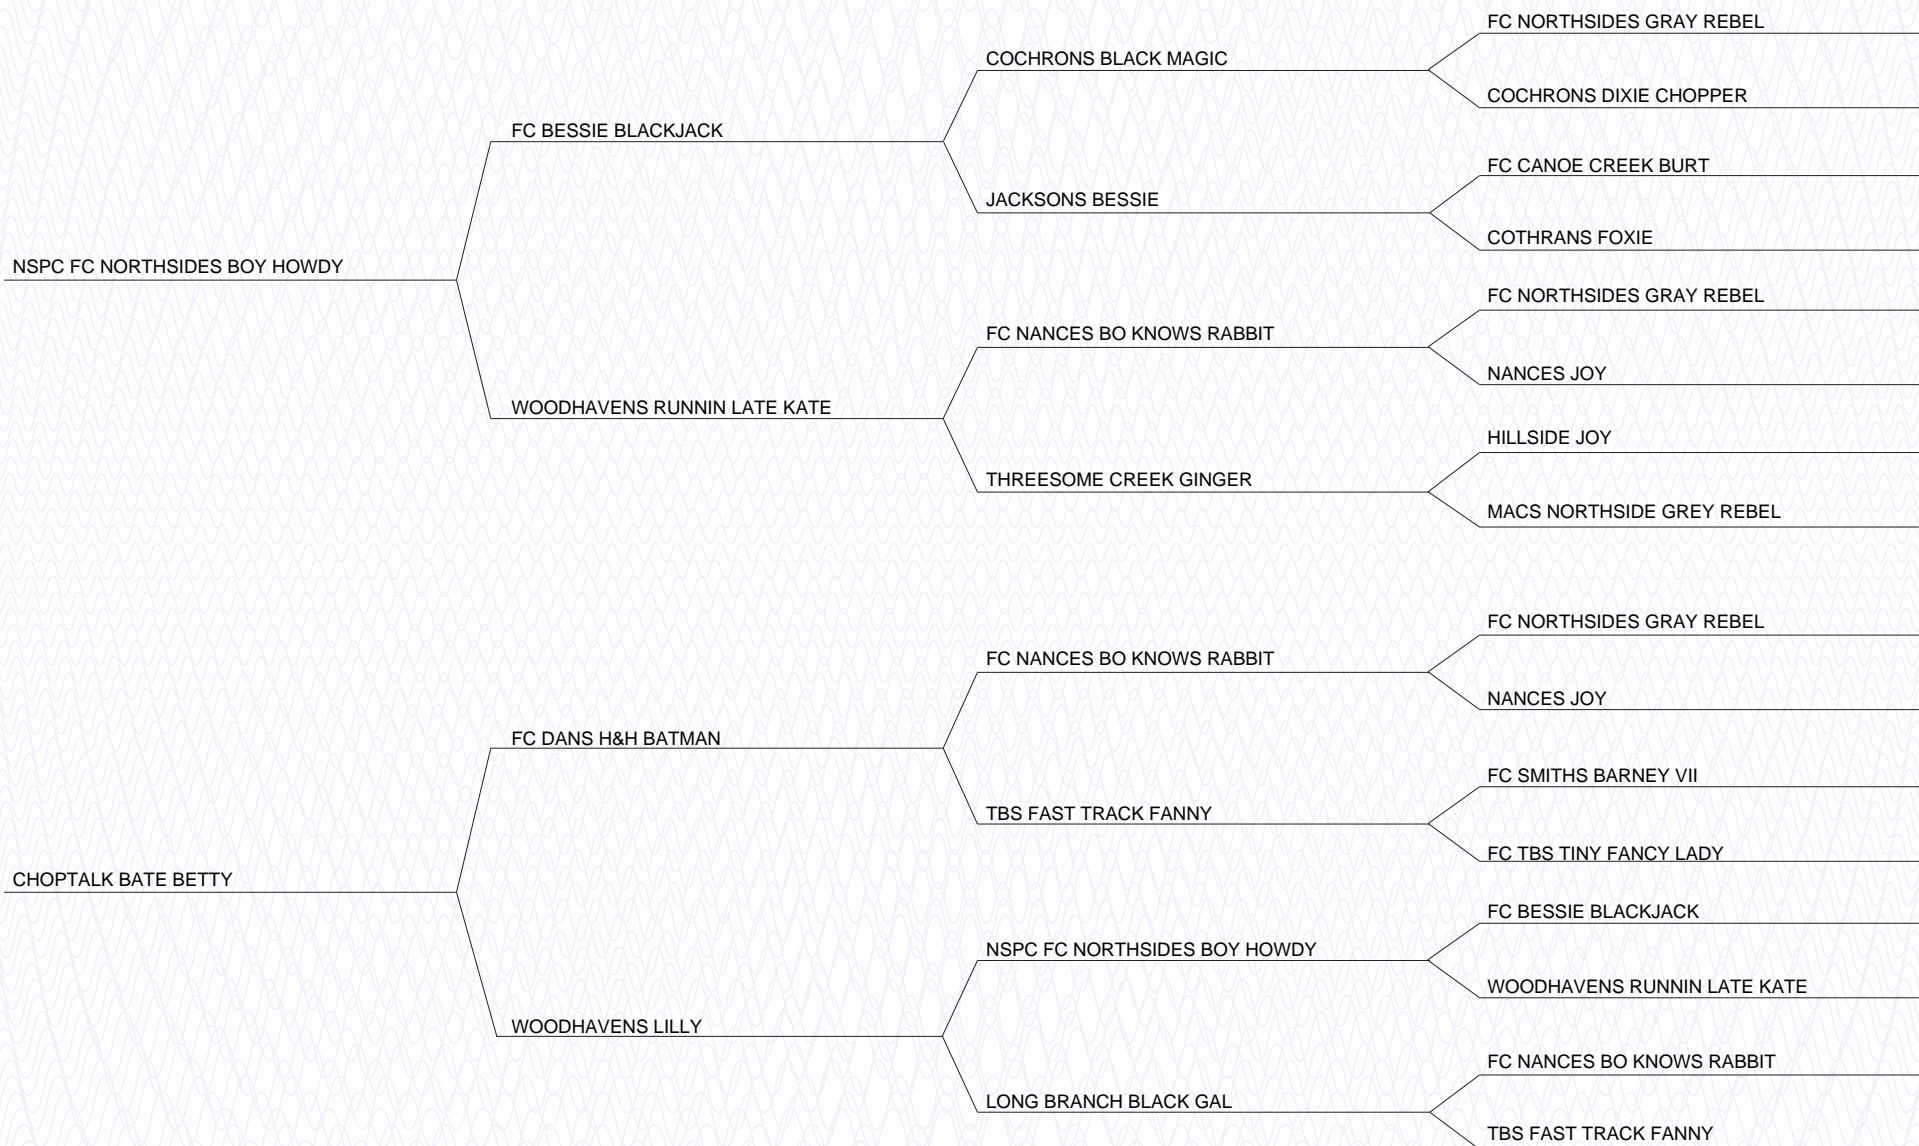 FC NORTHSIDES GRAY REBEL
COCHRONS BLACK MAGIC
COCHRONS DIXIE CHOPPER
FC BESSIE BLACKJACK
FC CANOE CREEK BURT
JACKSONS BESSIE
COTHRANS FOXIE
NSPC FC NORTHSIDES BOY HOWDY
FC NORTHSIDES GRAY REBEL
FC NANCES BO KNOWS RABBIT
NANCES JOY
WOODHAVENS RUNNIN LATE KATE
HILLSIDE JOY
THREESOME CREEK GINGER
MACS NORTHSIDE GREY REBEL
FC NORTHSIDES GRAY REBEL
FC NANCES BO KNOWS RABBIT
NANCES JOY
FC DANS H&H BATMAN
FC SMITHS BARNEY VII
TBS FAST TRACK FANNY
FC TBS TINY FANCY LADY
CHOPTALK BATE BETTY
FC BESSIE BLACKJACK
NSPC FC NORTHSIDES BOY HOWDY
WOODHAVENS RUNNIN LATE KATE
WOODHAVENS LILLY
FC NANCES BO KNOWS RABBIT
LONG BRANCH BLACK GAL
TBS FAST TRACK FANNY